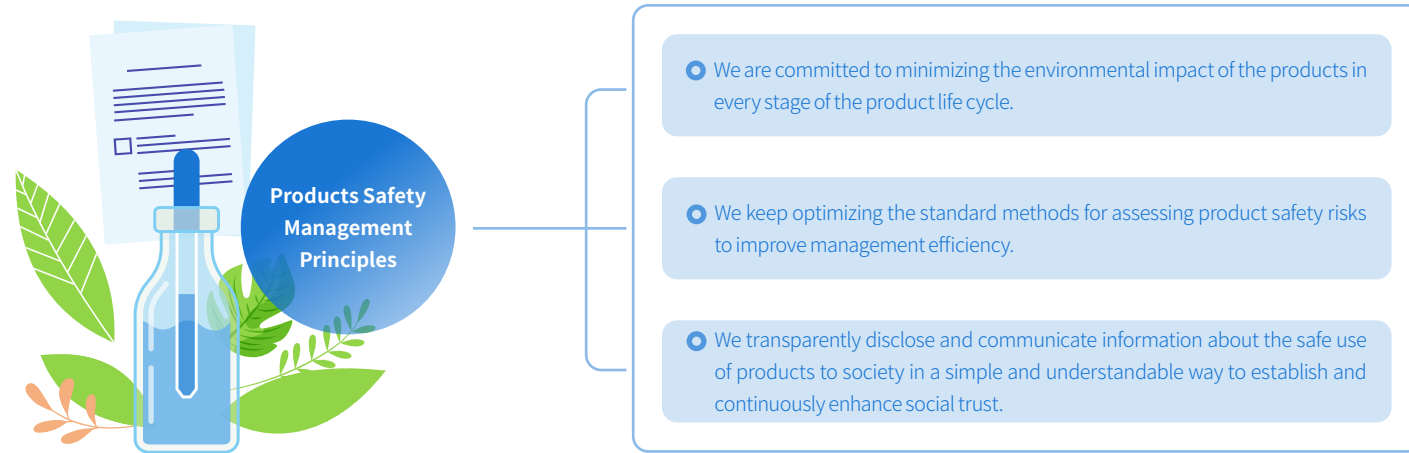 Products Safety
Management
Principles
We are committed to minimizing the environmental impact of the products in
every stage of the product life cycle.
We keep optimizing the standard methods for assessing product safety risks
to improve management efficiency.
We transparently disclose and communicate information about the safe use
of products to society in a simple and understandable way to establish and
continuously enhance social trust.